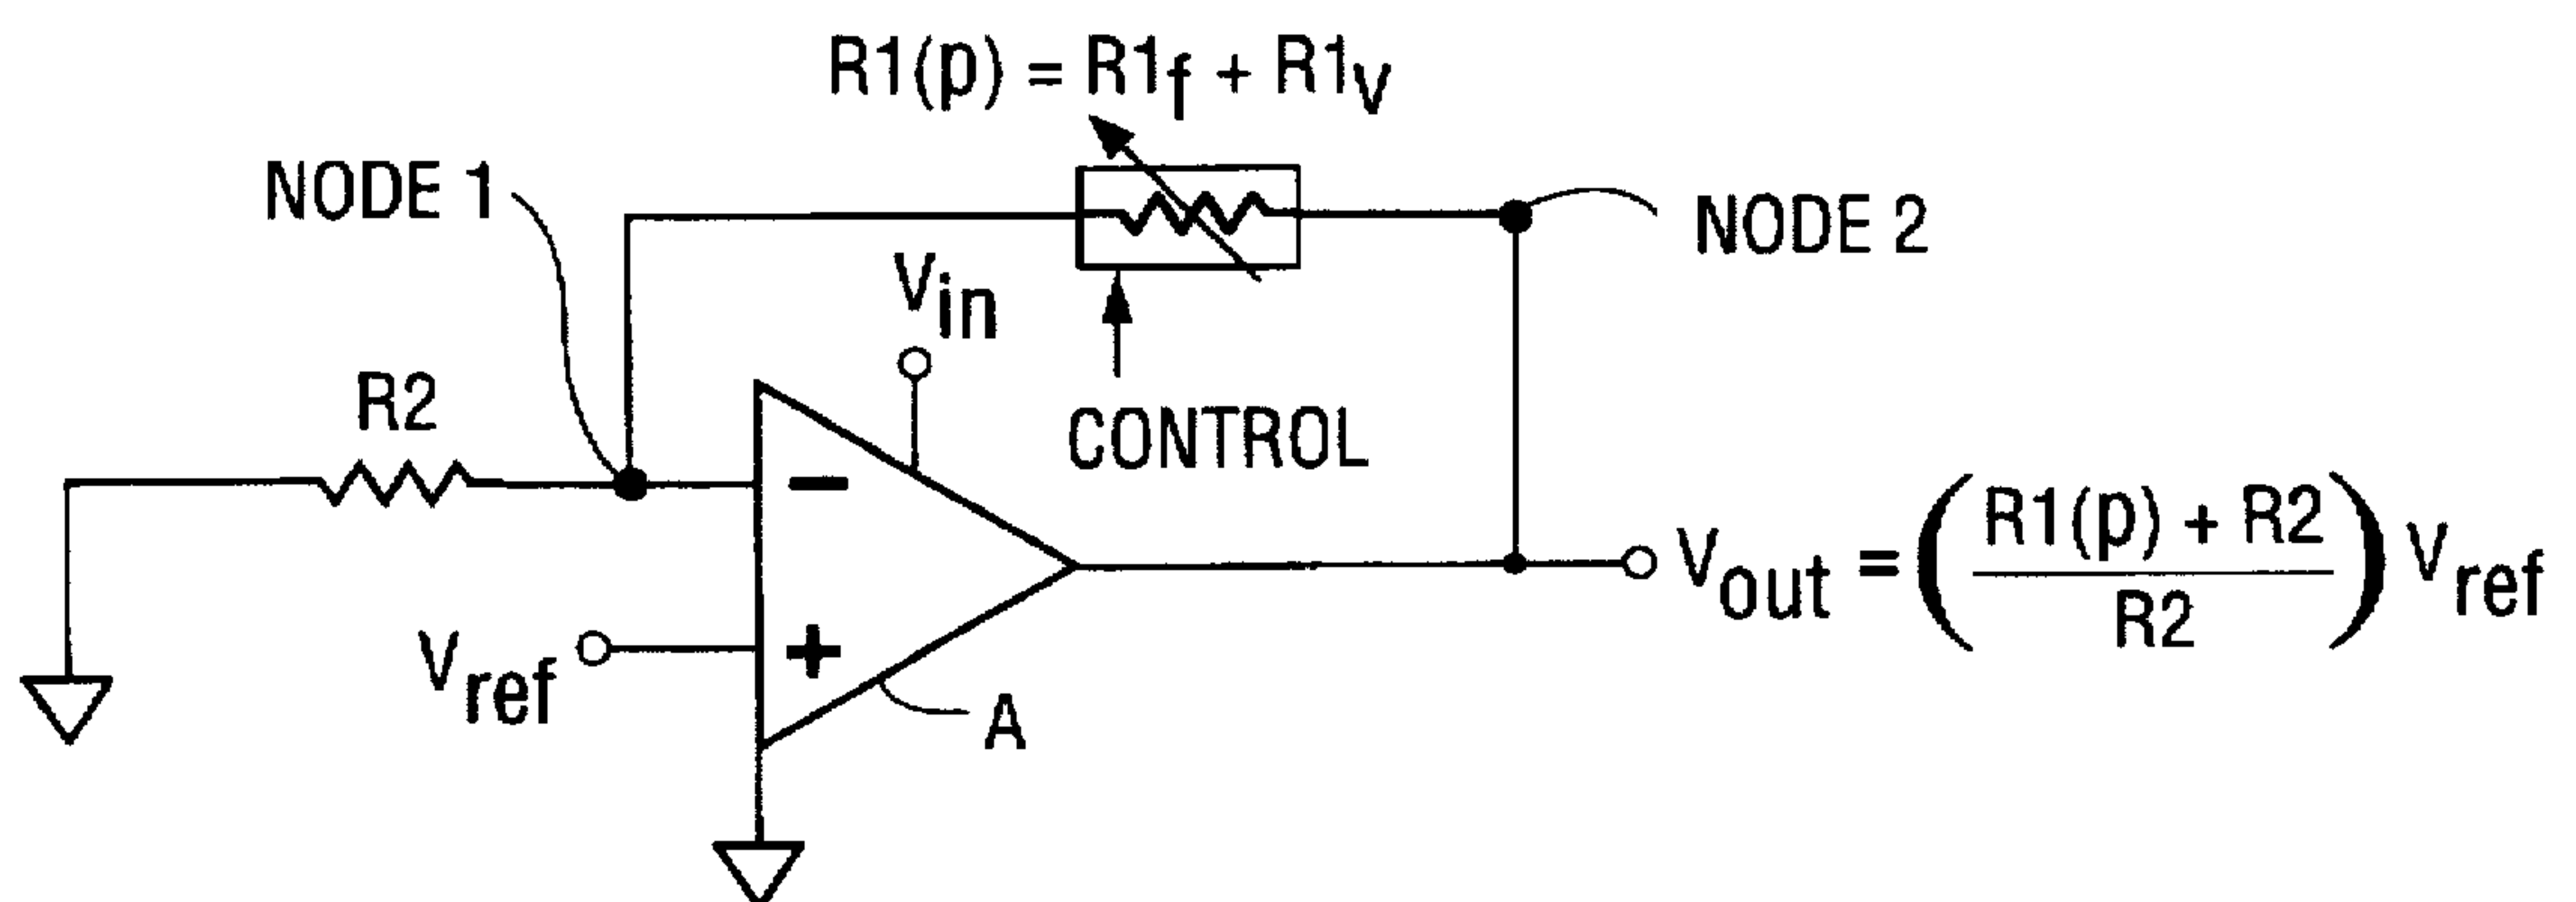 R1(p) = R1f + R1v
NODE 1
NODE 2
Vin
R2
CONTROL
−
Vout = (R1(p) + R2 / R2) Vref
Vref
+
A